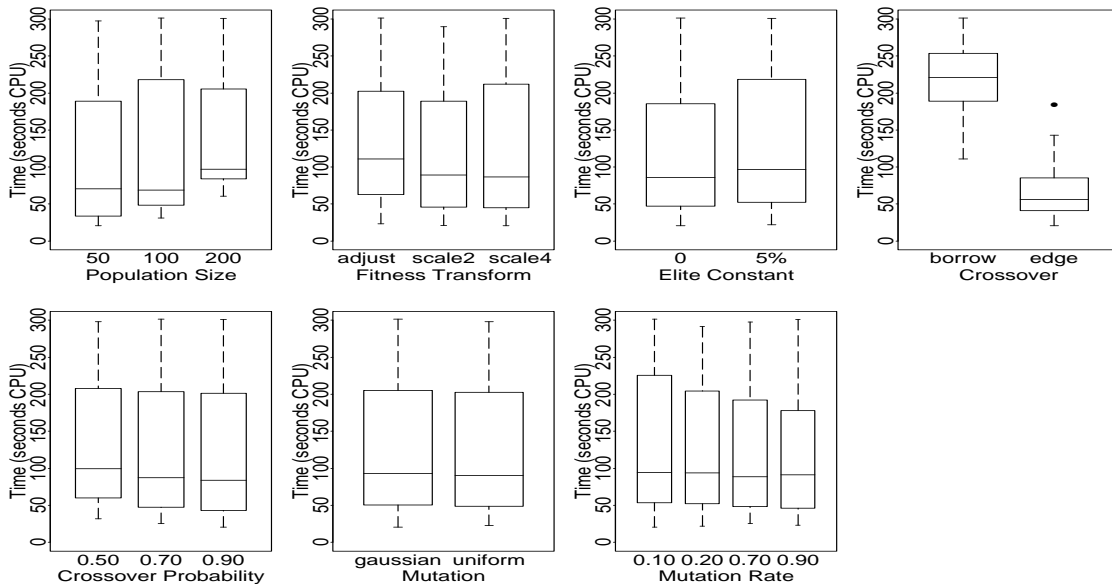 Time (seconds CPU)
0 50 100 150 200 250 300
50 100 200
Population Size
Time (seconds CPU)
0 50 100 150 200 250 300
adjust scale2 scale4
Fitness Transform
Time (seconds CPU)
0 50 100 150 200 250 300
0 5%
Elite Constant
Time (seconds CPU)
0 50 100 150 200 250 300
borrow edge
Crossover
Time (seconds CPU)
0 50 100 150 200 250 300
0.50 0.70 0.90
Crossover Probability
Time (seconds CPU)
0 50 100 150 200 250 300
gaussian uniform
Mutation
Time (seconds CPU)
0 50 100 150 200 250 300
0.10 0.20 0.70 0.90
Mutation Rate